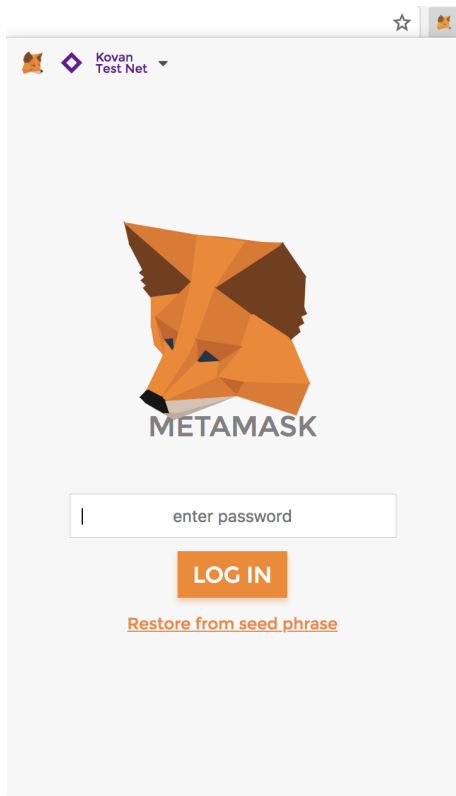 Kovan
Test Net
METAMASK
enter password
LOG IN
Restore from seed phrase